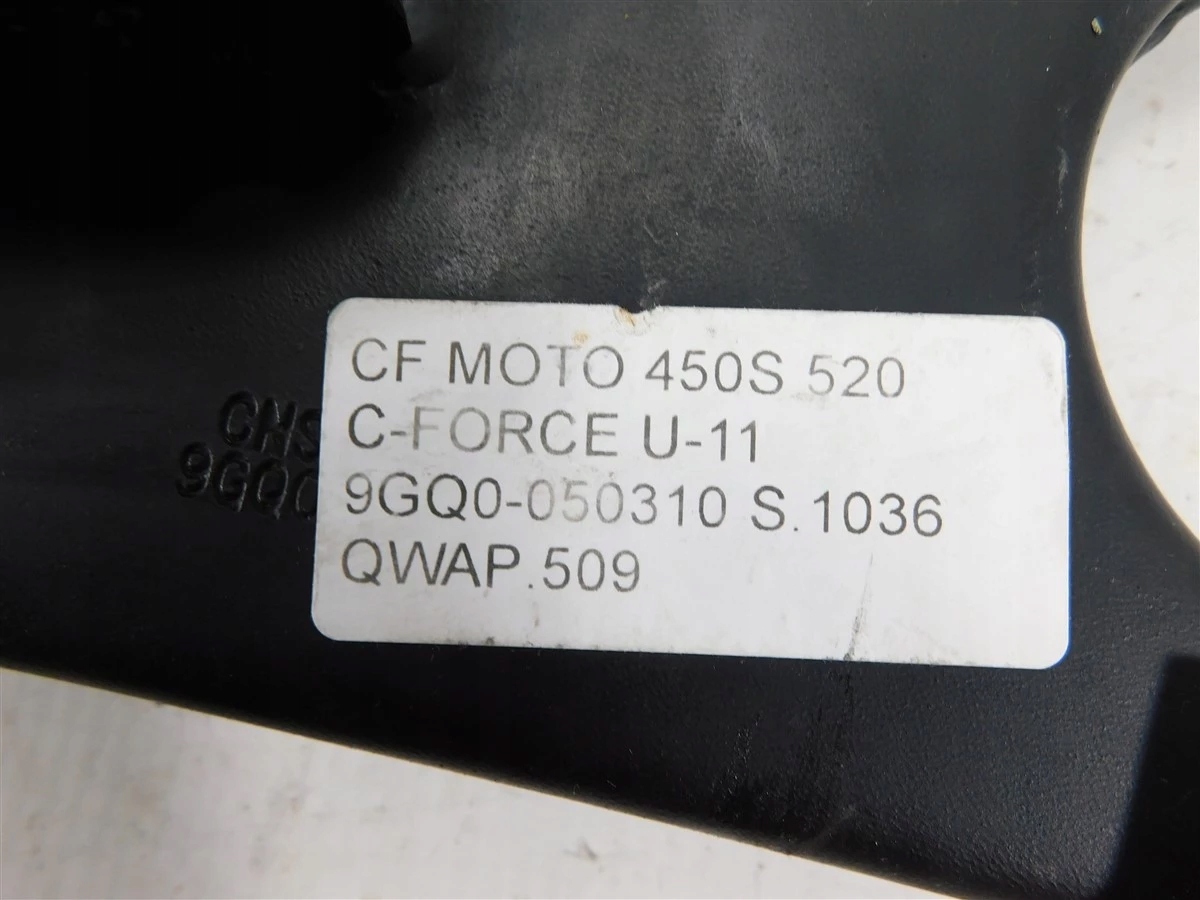 CF MOTO 450S 520
C-FORCE U-11
9GQ0-050310 S.1036
QWAP.509